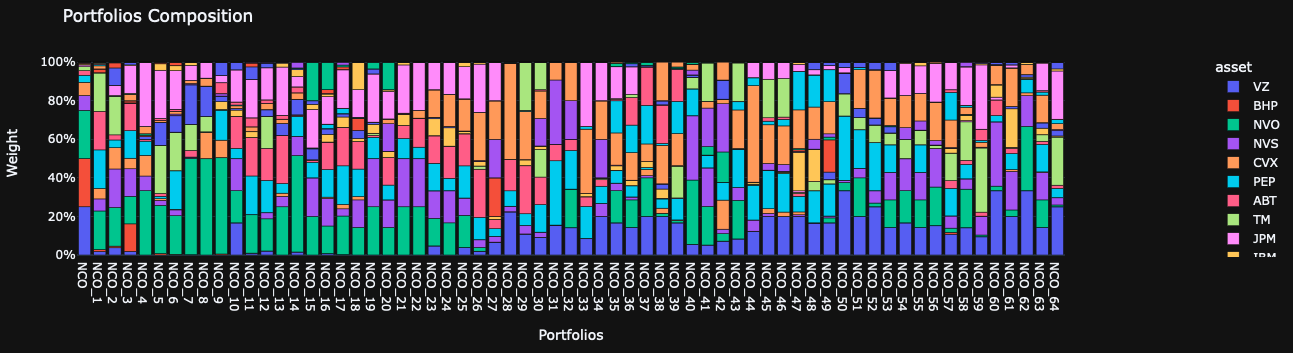 Portfolios Composition
100%
80%
60%
40%
20%
0%
Weight
NCO
NCO_1
NCO_2
NCO_3
NCO_4
NCO_5
NCO_6
NCO_7
NCO_8
NCO_9
NCO_10
NCO_11
NCO_12
NCO_13
NCO_14
NCO_15
NCO_16
NCO_17
NCO_18
NCO_19
NCO_20
NCO_21
NCO_22
NCO_23
NCO_24
NCO_25
NCO_26
NCO_27
NCO_28
NCO_29
NCO_30
NCO_31
NCO_32
NCO_33
NCO_34
NCO_35
NCO_36
NCO_37
NCO_38
NCO_39
NCO_40
NCO_41
NCO_42
NCO_43
NCO_44
NCO_45
NCO_46
NCO_47
NCO_48
NCO_49
NCO_50
NCO_51
NCO_52
NCO_53
NCO_54
NCO_55
NCO_56
NCO_57
NCO_58
NCO_59
NCO_60
NCO_61
NCO_62
NCO_63
NCO_64
Portfolios
asset
VZ
BHP
NVO
NVS
CVX
PEP
ABT
TM
JPM